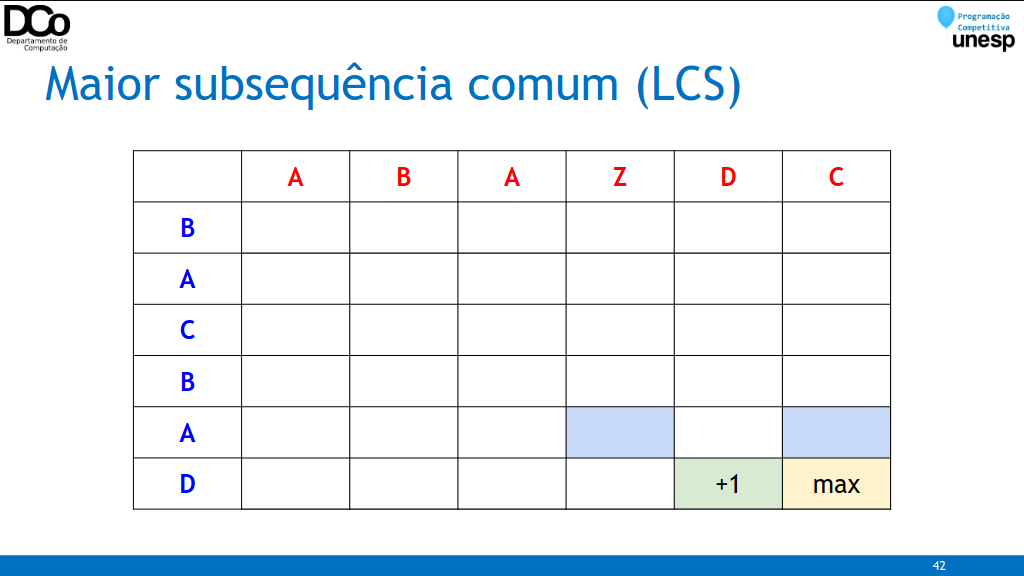 DCo
Departamento de
Computação
Programação
Competitiva
unesp
Maior subsequência comum (LCS)
A B A Z D C
B
A
C
B
A
D +1 max
42